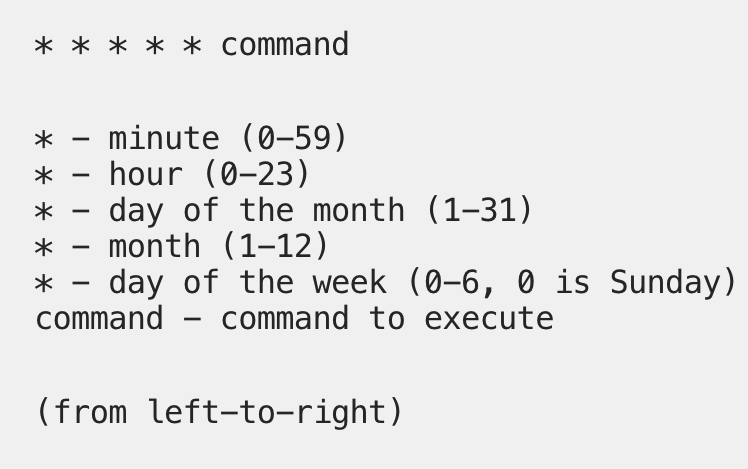 * * * * * command
* – minute (0–59)
* – hour (0–23)
* – day of the month (1–31)
* – month (1–12)
* – day of the week (0–6, 0 is Sunday)
command – command to execute
(from left-to-right)